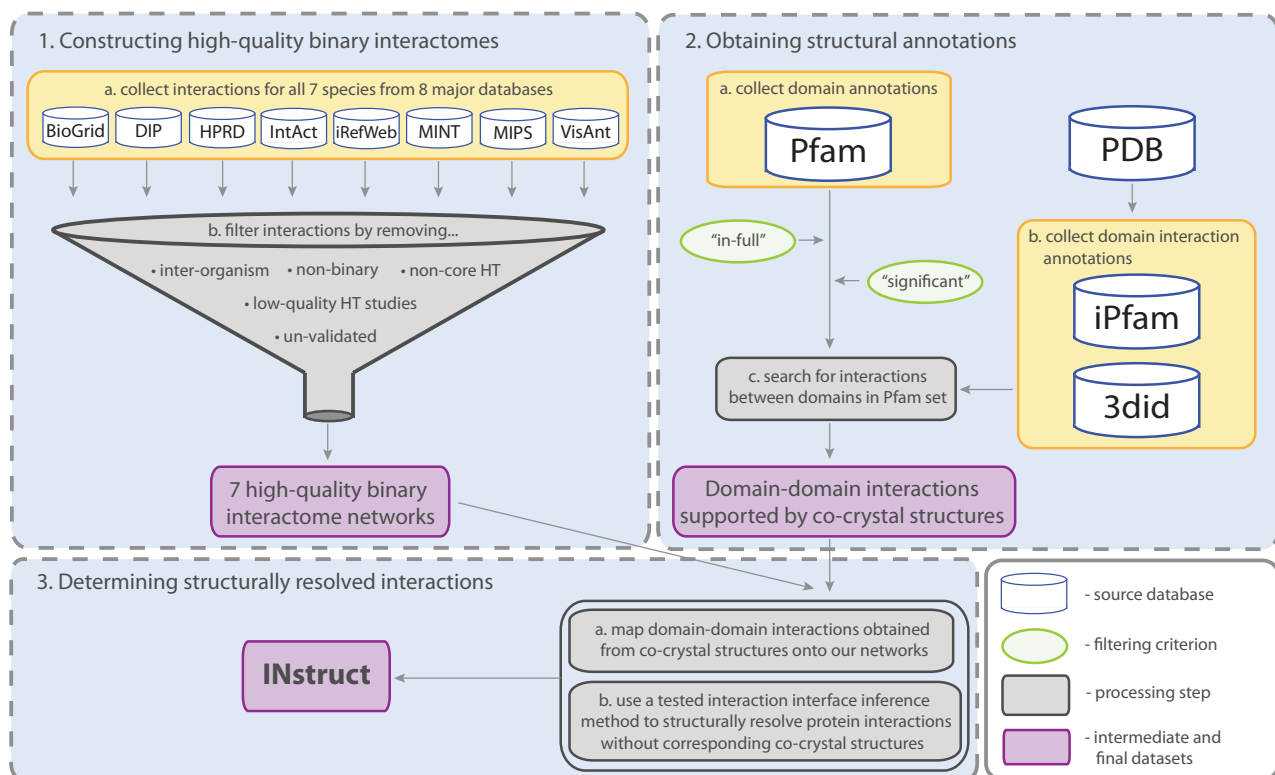 1. Constructing high-quality binary interactomes
a. collect interactions for all 7 species from 8 major databases
BioGrid
DIP
HPRD
IntAct
iRefWeb
MINT
MIPS
VisAnt
b. filter interactions by removing...
• inter-organism • non-binary • non-core HT
• low-quality HT studies
• un-validated
7 high-quality binary
interactome networks
2. Obtaining structural annotations
a. collect domain annotations
Pfam
PDB
“in-full”
“significant”
b. collect domain interaction
annotations
iPfam
3did
c. search for interactions
between domains in Pfam set
Domain-domain interactions
supported by co-crystal structures
3. Determining structurally resolved interactions
a. map domain-domain interactions obtained
from co-crystal structures onto our networks
b. use a tested interaction interface inference
method to structurally resolve protein interactions
without corresponding co-crystal structures
INstruct
- source database
- filtering criterion
- processing step
- intermediate and
final datasets